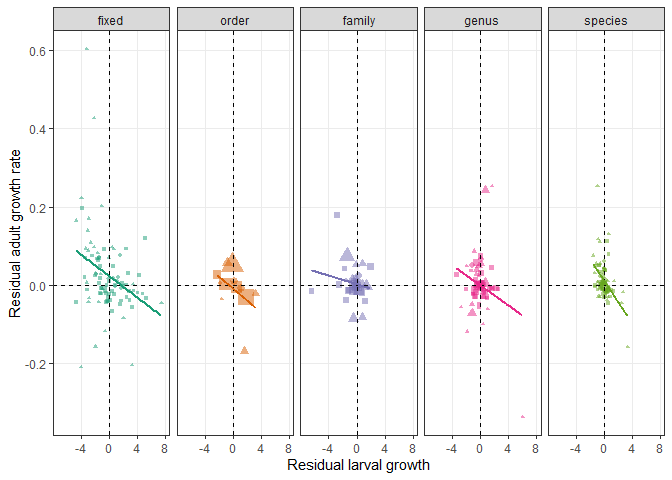 fixed order family genus species
Residual adult growth rate
0.6
0.4
0.2
0.0
-0.2
-4 0 4 8 -4 0 4 8 -4 0 4 8 -4 0 4 8 -4 0 4 8
Residual larval growth